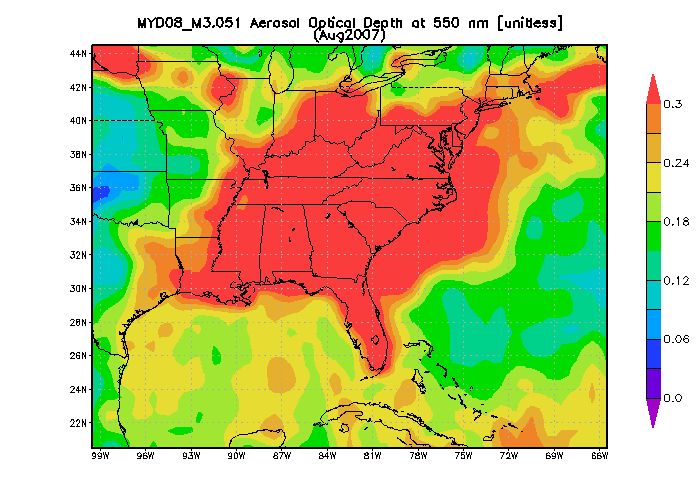 MYD08_M3.051 Aerosol Optical Depth at 550 nm [unitless]
(Aug2007)
44N
42N
40N
38N
36N
34N
32N
30N
28N
26N
24N
22N
99W 96W 93W 90W 87W 84W 81W 78W 75W 72W 69W 66W
0.3
0.24
0.18
0.12
0.06
0.0